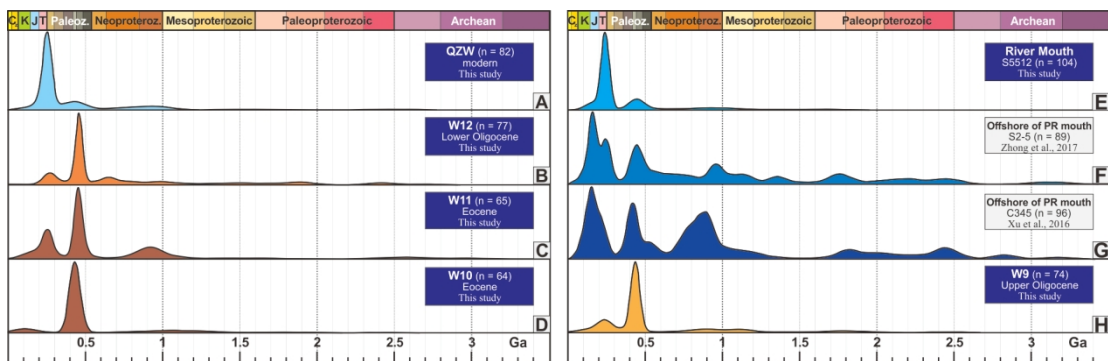 C. K J T Paleoz. Neoproteroz. Mesoproterozoic Paleoproterozoic Archean
QZW (n = 82)
modern
This study
A
W12 (n = 77)
Lower Oligocene
This study
B
W11 (n = 65)
Eocene
This study
C
W10 (n = 64)
Eocene
This study
D
0.5 1 1.5 2 2.5 3 Ga
C. K J T Paleoz. Neoproteroz. Mesoproterozoic Paleoproterozoic Archean
River Mouth
S5512 (n = 104)
This study
E
Offshore of PR mouth
S2-5 (n = 89)
Zhong et al., 2017
F
Offshore of PR mouth
C345 (n = 96)
Xu et al., 2016
G
W9 (n = 74)
Upper Oligocene
This study
H
0.5 1 1.5 2 2.5 3 Ga